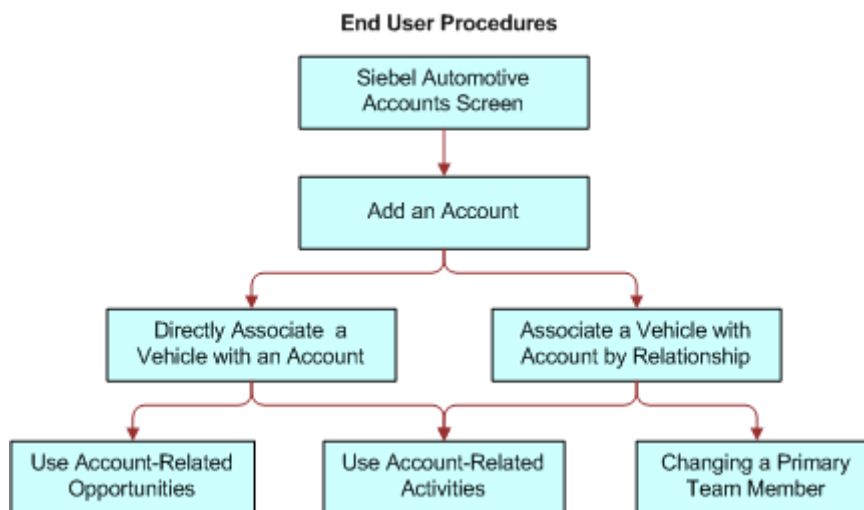 End User Procedures
Siebel Automotive
Accounts Screen
Add an Account
Directly Associate a
Vehicle with an Account
Associate a Vehicle with
Account by Relationship
Use Account-Related
Opportunities
Use Account-Related
Activities
Changing a Primary
Team Member